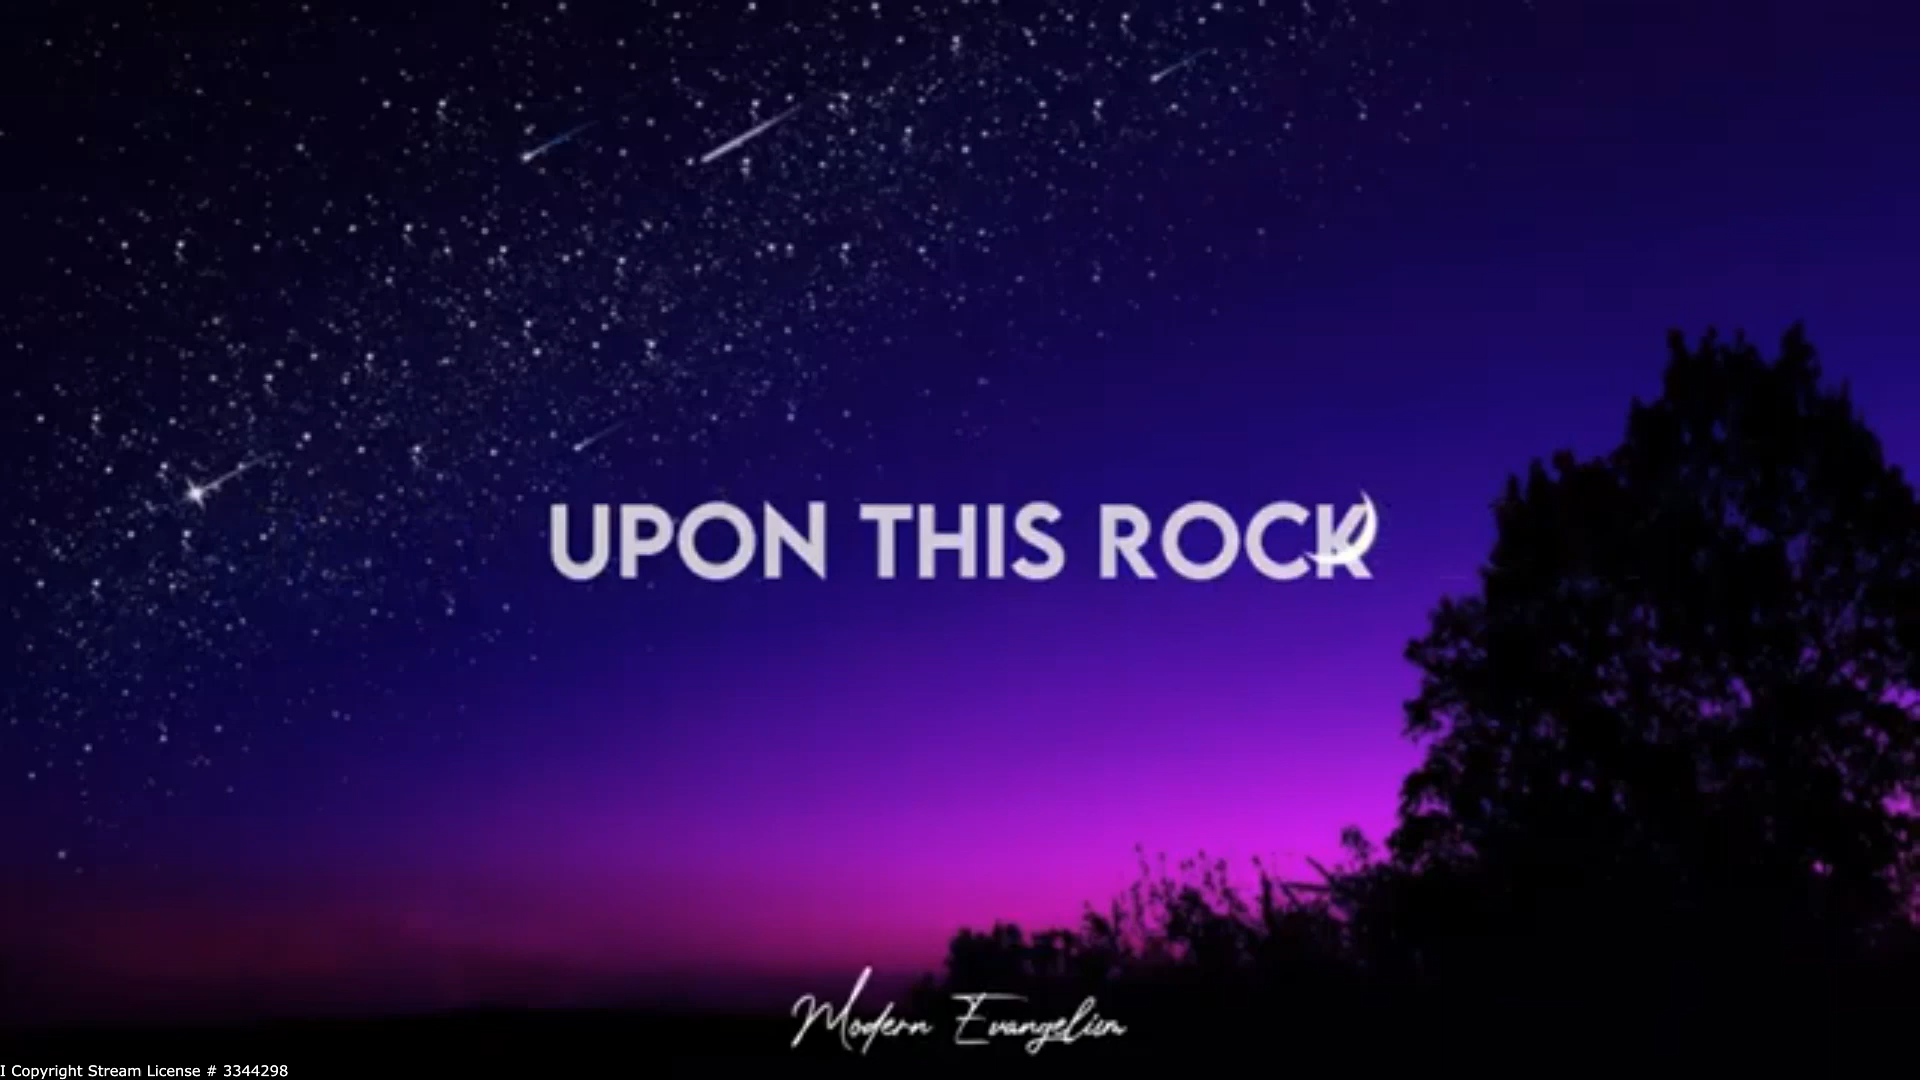 UPON THIS ROCK
Modern Evangelism
I Copyright Stream License # 3344298